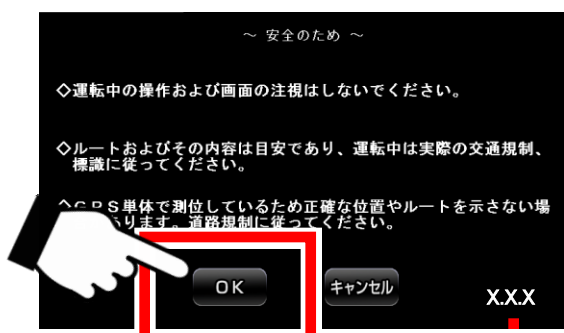 ～ 安全のため ～
◇運転中の操作および画面の注視はしないでください。
◇ルートおよびその内容は目安であり、運転中は実際の交通規制、
標識に従ってください。
◇GPS単体で測位しているため正確な位置やルートを示さない場
あります。道路規制に従ってください。
OK
キャンセル
X.X.X